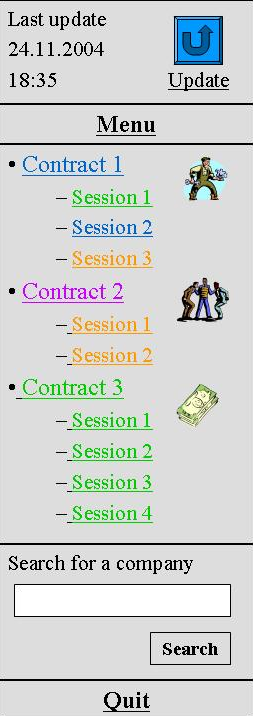 Last update
24.11.2004
18:35
Update
Menu
• Contract 1
– Session 1
– Session 2
– Session 3
• Contract 2
– Session 1
– Session 2
• Contract 3
– Session 1
– Session 2
– Session 3
– Session 4
Search for a company
Search
Quit